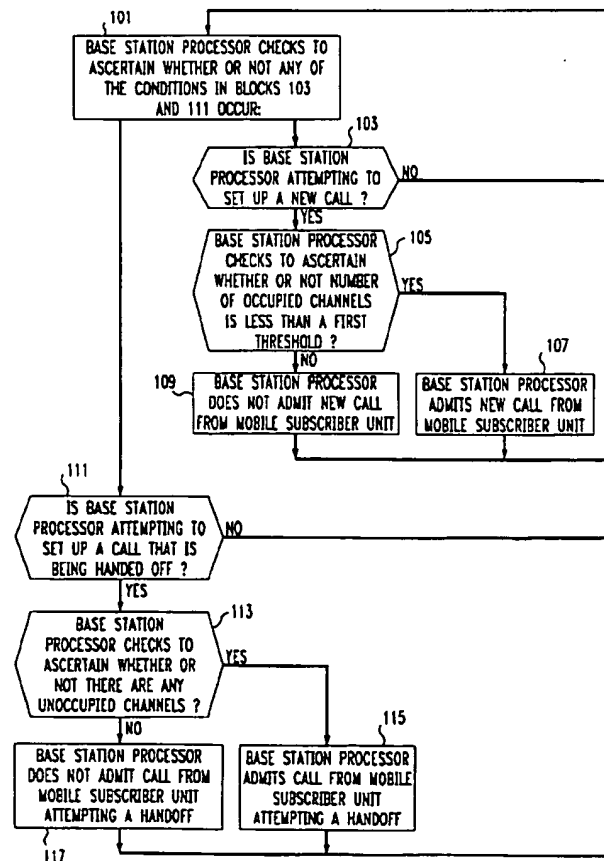 101
BASE STATION PROCESSOR CHECKS TO
ASCERTAIN WHETHER OR NOT ANY OF
THE CONDITIONS IN BLOCKS 103
AND 111 OCCUR:
103
IS BASE STATION
PROCESSOR ATTEMPTING TO
SET UP A NEW CALL ?
NO
YES
105
BASE STATION PROCESSOR
CHECKS TO ASCERTAIN
WHETHER OR NOT NUMBER
OF OCCUPIED CHANNELS
IS LESS THAN A FIRST
THRESHOLD ?
YES
NO
109
BASE STATION PROCESSOR
DOES NOT ADMIT NEW CALL
FROM MOBILE SUBSCRIBER UNIT
107
BASE STATION PROCESSOR
ADMITS NEW CALL FROM
MOBILE SUBSCRIBER UNIT
111
IS BASE STATION
PROCESSOR ATTEMPTING TO
SET UP A CALL THAT IS
BEING HANDED OFF ?
NO
YES
113
BASE STATION
PROCESSOR CHECKS TO
ASCERTAIN WHETHER OR
NOT THERE ARE ANY
UNOCCUPIED CHANNELS ?
YES
NO
BASE STATION PROCESSOR
DOES NOT ADMIT CALL FROM
MOBILE SUBSCRIBER UNIT
ATTEMPTING A HANDOFF
117
115
BASE STATION PROCESSOR
ADMITS CALL FROM MOBILE
SUBSCRIBER UNIT
ATTEMPTING A HANDOFF